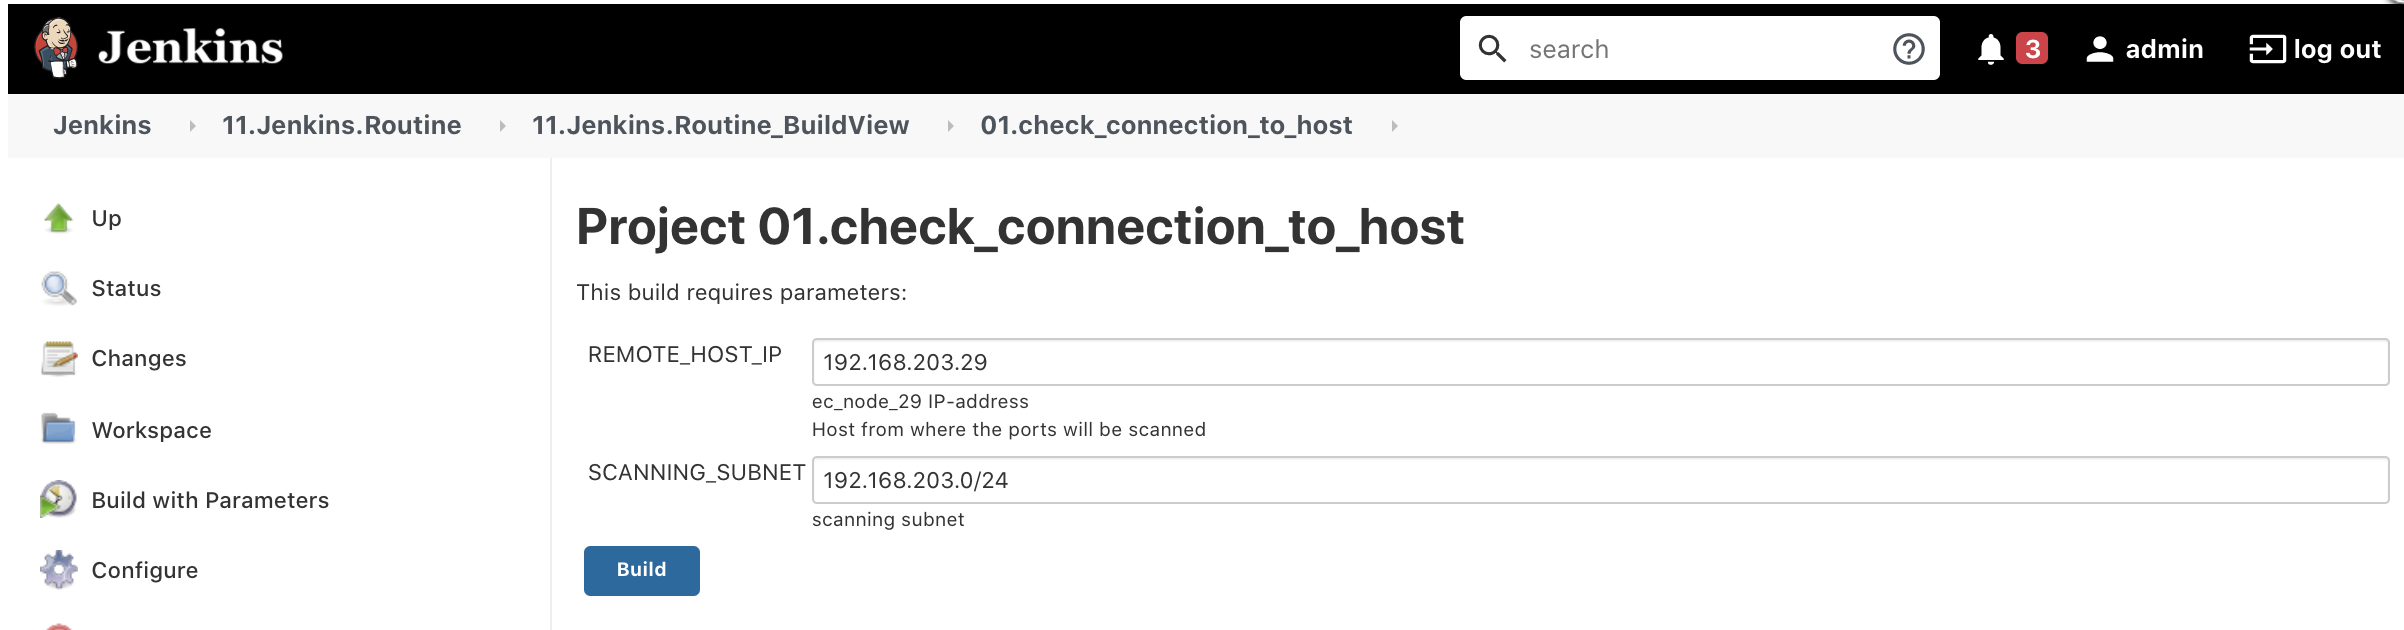 Jenkins
search
3
admin
log out
Jenkins
11.Jenkins.Routine
11.Jenkins.Routine_BuildView
01.check_connection_to_host
Up
Status
Changes
Workspace
Build with Parameters
Configure
Project 01.check_connection_to_host
This build requires parameters:
REMOTE_HOST_IP
192.168.203.29
ec_node_29 IP-address
Host from where the ports will be scanned
SCANNING_SUBNET
192.168.203.0/24
scanning subnet
Build